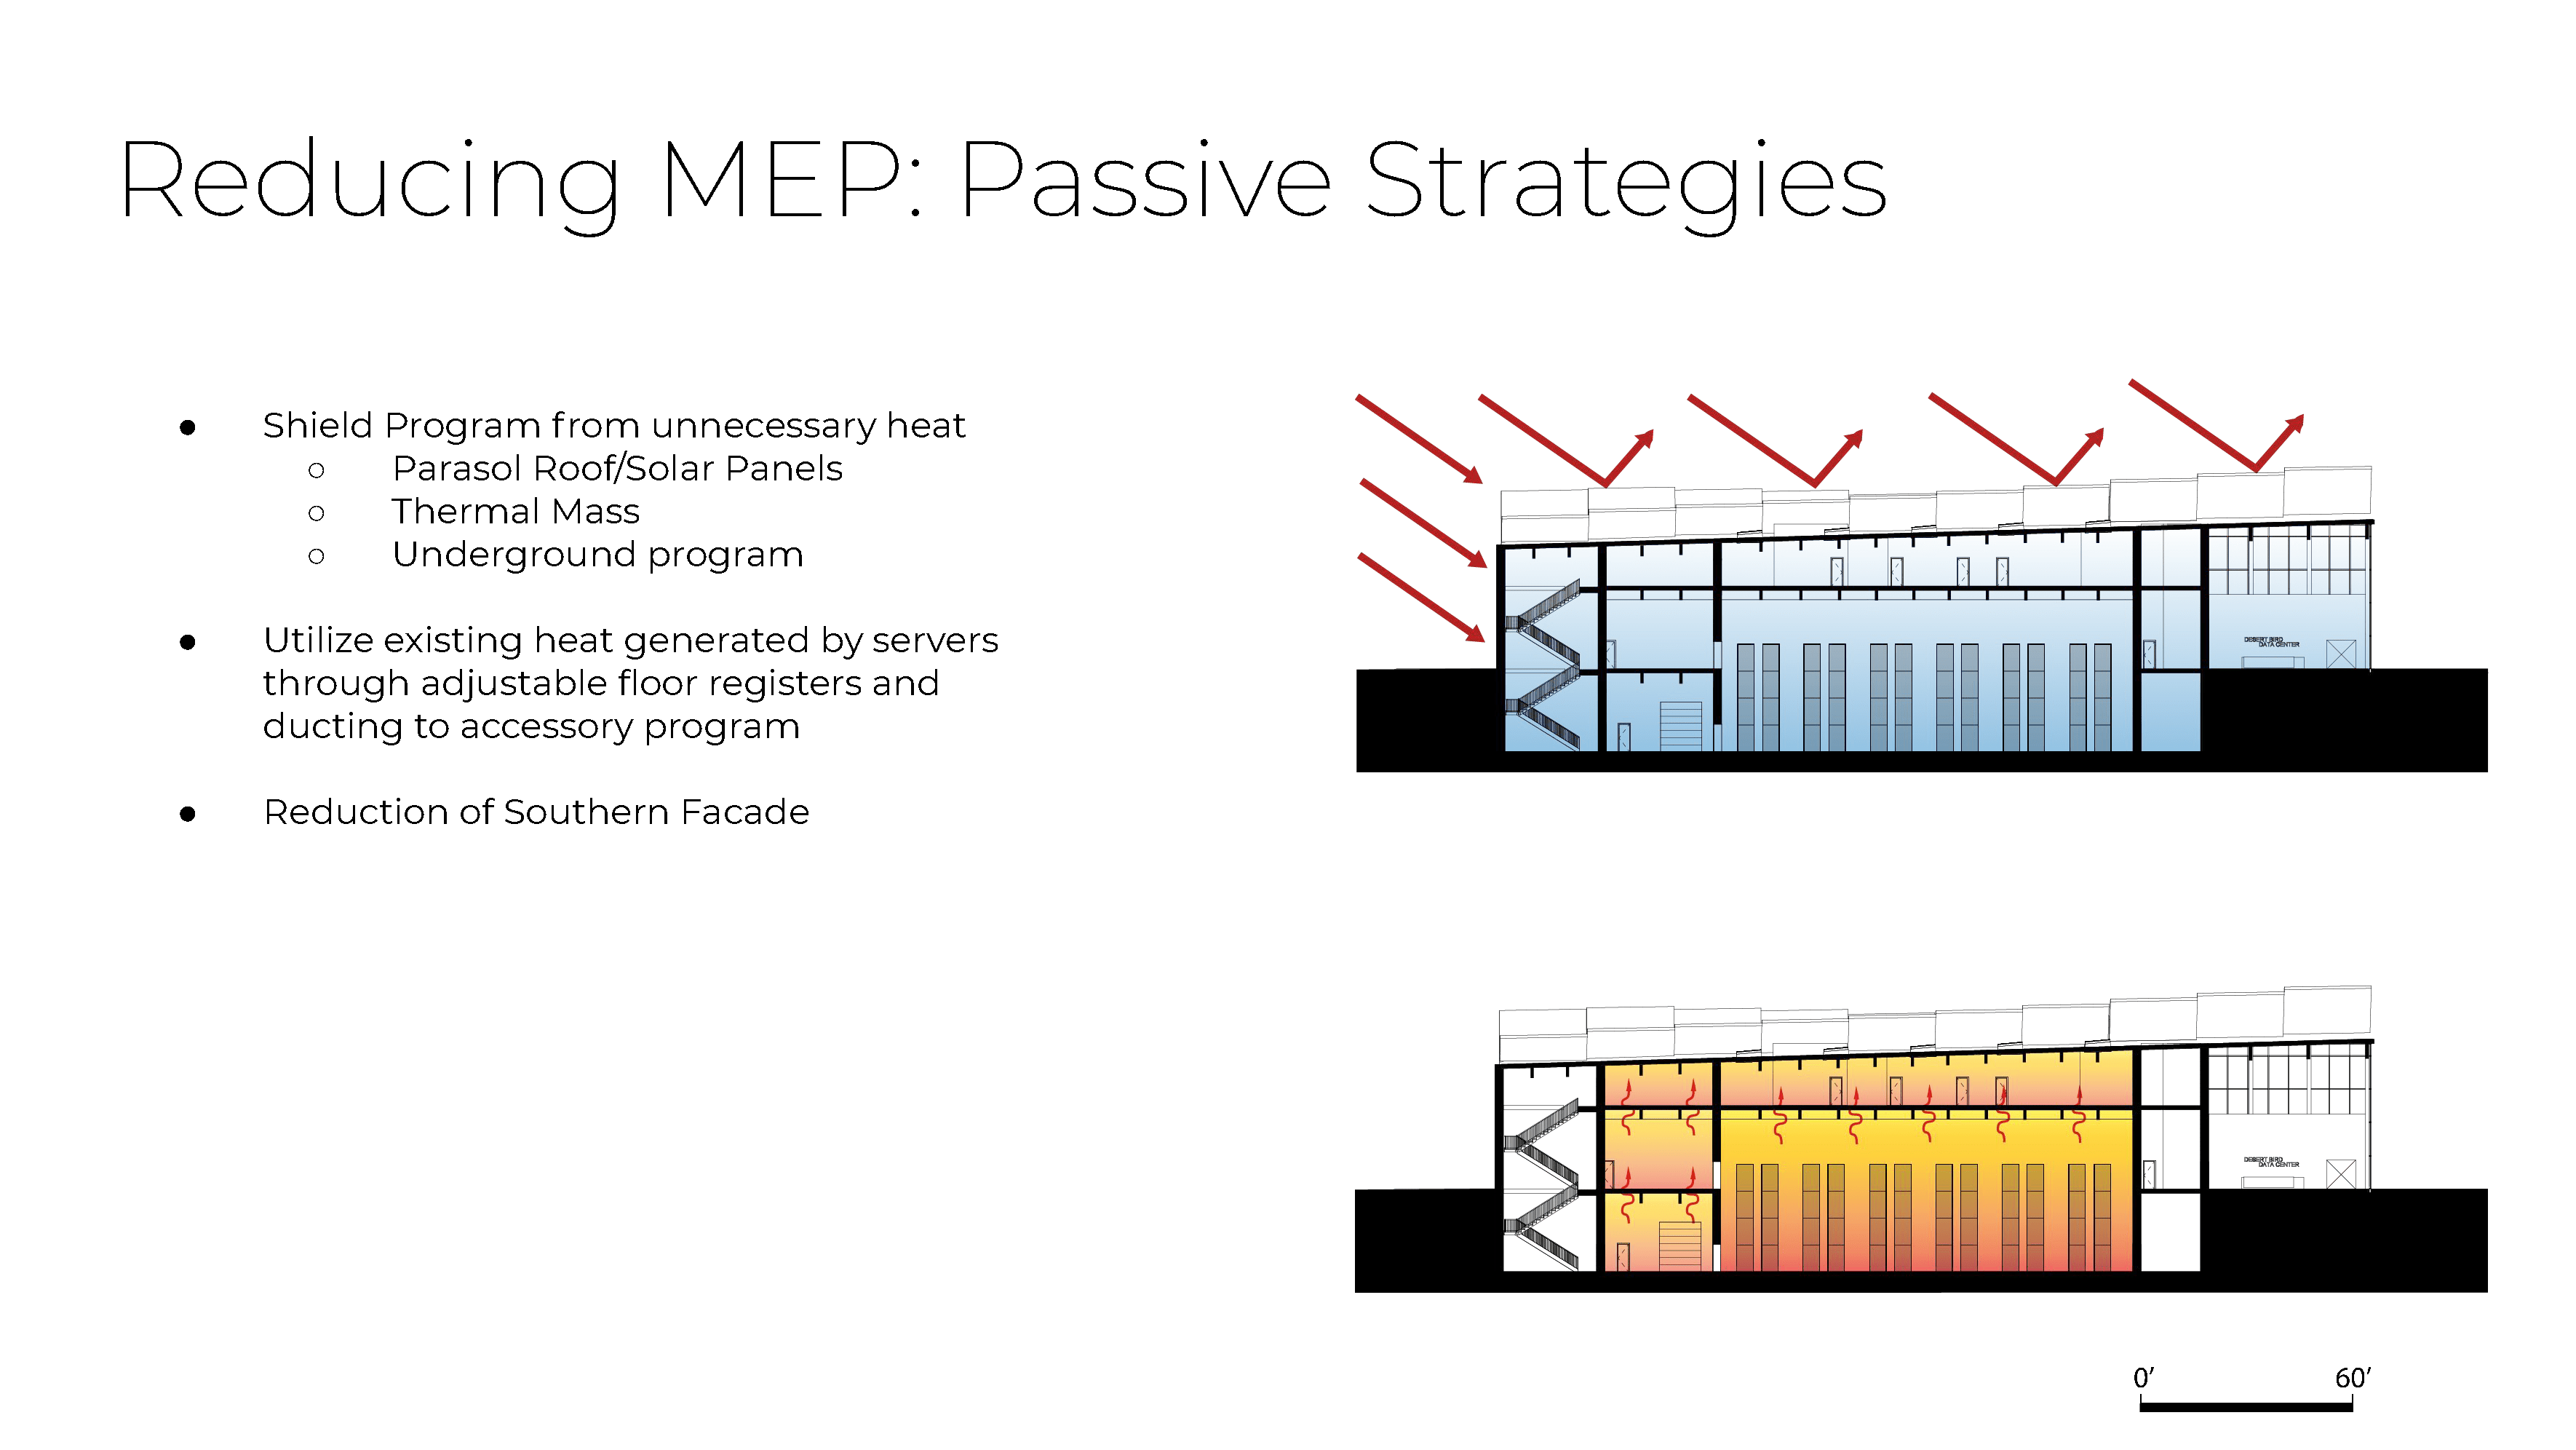 Reducing MEP: Passive Strategies
● Shield Program from unnecessary heat
○ Parasol Roof/Solar Panels
○ Thermal Mass
○ Underground program
● Utilize existing heat generated by servers
through adjustable floor registers and
ducting to accessory program
● Reduction of Southern Facade
DESERT BIRD
DATA CENTER
DESERT BIRD
DATA CENTER
0’ 60’